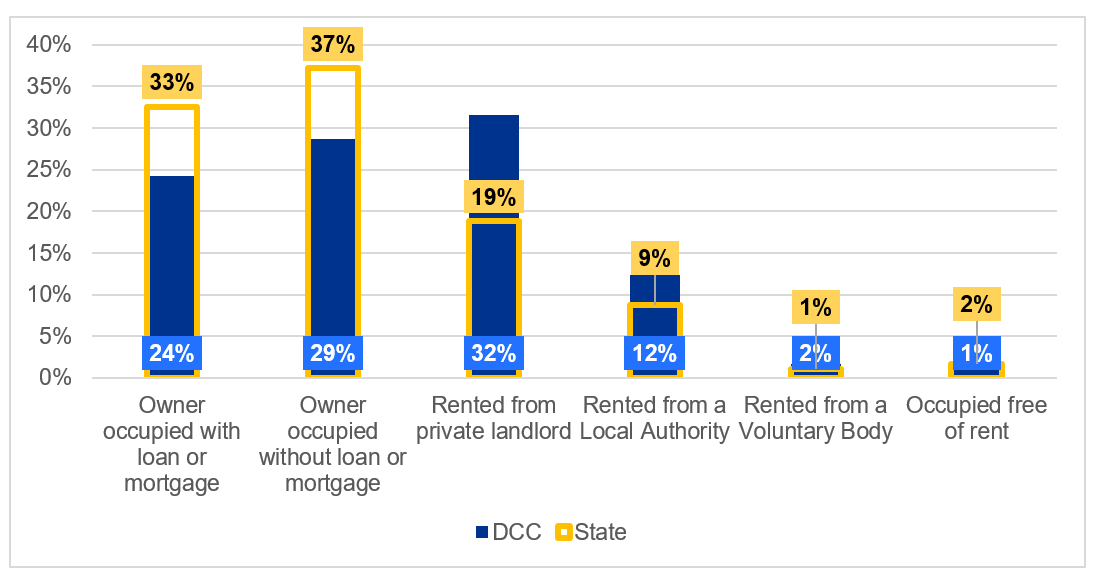 40%
35%
30%
25%
20%
15%
10%
5%
0%
33%
37%
19%
9%
1%
2%
24%
29%
32%
12%
2%
1%
Owner
occupied with
loan or
mortgage
Owner
occupied
without loan or
mortgage
Rented from
private landlord
Rented from a
Local Authority
Rented from a
Voluntary Body
Occupied free
of rent
DCC State